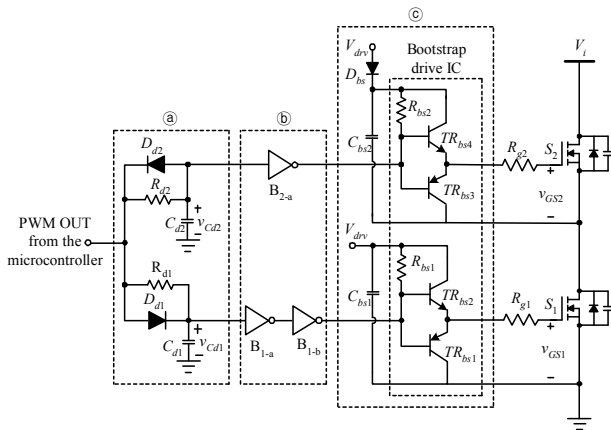 ⓒ
V_drv
Bootstrap
drive IC
V_i
D_bs
ⓐ
ⓑ
R_bs2
C_bs2
TR_bs4
R_g2
S_2
D_d2
R_d2
B_2-a
TR_bs3
+
v_GS2
−
C_d2
+
v_Cd2
−
PWM OUT
from the
microcontroller
V_drv
R_d1
R_bs1
D_d1
C_bs1
TR_bs2
R_g1
S_1
C_d1
+
v_Cd1
−
B_1-a
B_1-b
TR_bs1
+
v_GS1
−